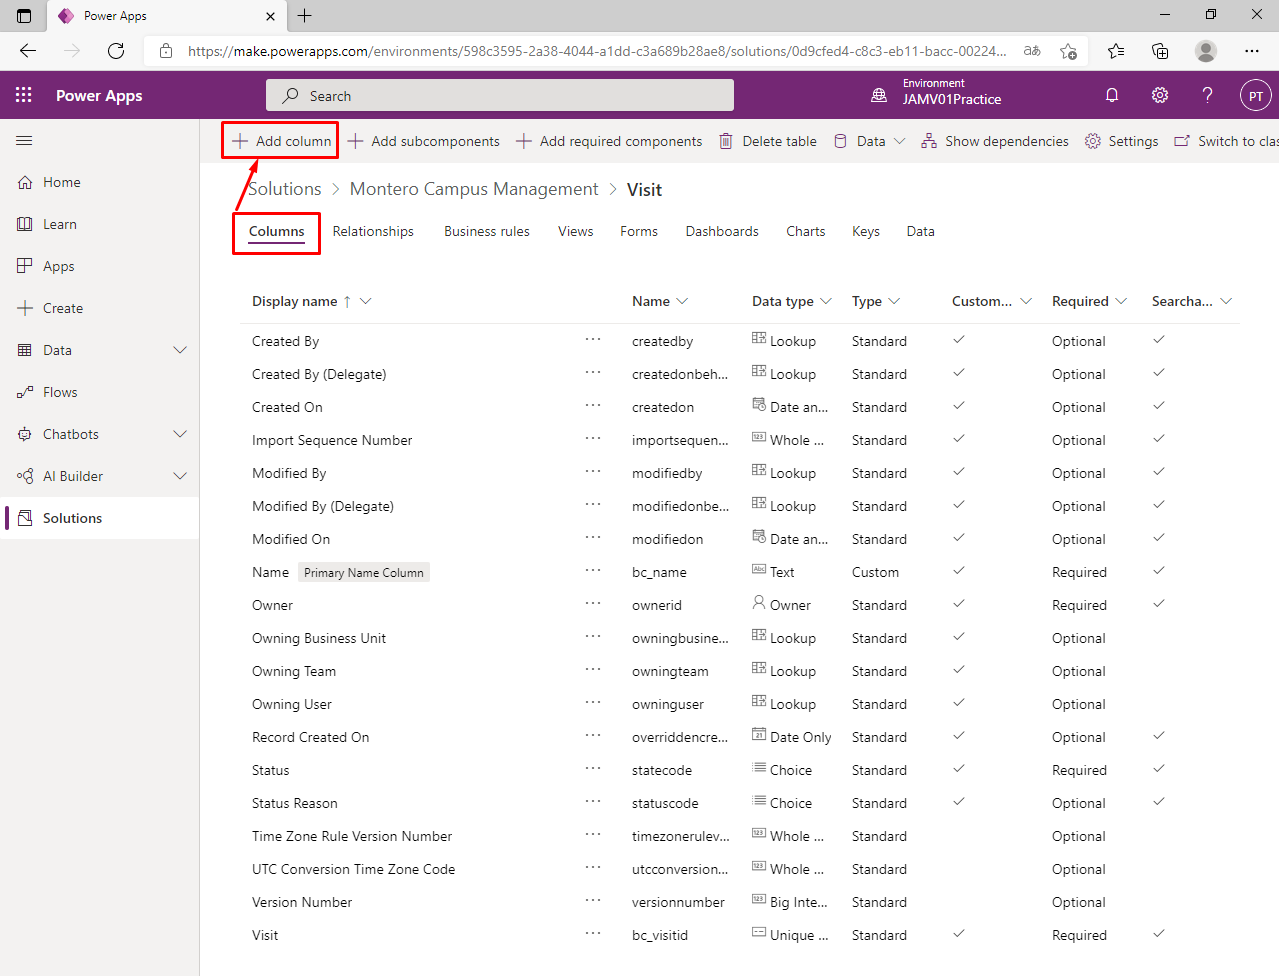 Power Apps
https://make.powerapps.com/environments/598c3595-2a38-4044-a1dd-c3a689b28ae8/solutions/0d9cfed4-c8c3-eb11-bacc-00224... aあ
Power Apps
Search
Environment
JAMV01Practice
?
PT
Add column Add subcomponents Add required components Delete table Data Show dependencies Settings Switch to clas
Home
Learn
Apps
Create
Data
Flows
Chatbots
AI Builder
Solutions
Solutions > Montero Campus Management > Visit
Columns Relationships Business rules Views Forms Dashboards Charts Keys Data
Display name ↑ Name Data type Type Custom... Required Searcha...
Created By ··· createdby Lookup Standard ✓ Optional ✓
Created By (Delegate) ··· createdonbeh... Lookup Standard ✓ Optional ✓
Created On ··· createdon Date an... Standard ✓ Optional ✓
Import Sequence Number ··· importsequen... 123 Whole ... Standard ✓ Optional ✓
Modified By ··· modifiedby Lookup Standard ✓ Optional ✓
Modified By (Delegate) ··· modifiedonbe... Lookup Standard ✓ Optional ✓
Modified On ··· modifiedon Date an... Standard ✓ Optional ✓
Name Primary Name Column ··· bc_name Abc Text Custom ✓ Required ✓
Owner ··· ownerid Owner Standard ✓ Required ✓
Owning Business Unit ··· owningbusine... Lookup Standard ✓ Optional
Owning Team ··· owningteam Lookup Standard ✓ Optional
Owning User ··· owninguser Lookup Standard ✓ Optional
Record Created On ··· overriddencre... 21 Date Only Standard ✓ Optional ✓
Status ··· statecode Choice Standard ✓ Required ✓
Status Reason ··· statuscode Choice Standard ✓ Optional ✓
Time Zone Rule Version Number ··· timezonerulev... 123 Whole ... Standard Optional
UTC Conversion Time Zone Code ··· utcconversion... 123 Whole ... Standard Optional
Version Number ··· versionnumber 123 Big Inte... Standard Optional
Visit ··· bc_visitid Unique ... Standard ✓ Required ✓